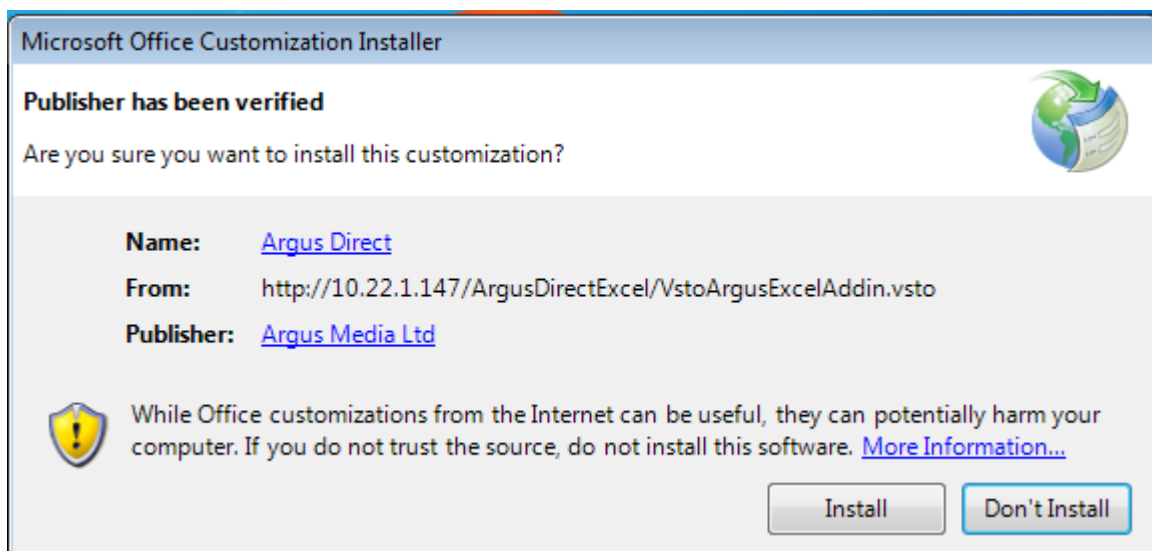 Microsoft Office Customization Installer
Publisher has been verified
Are you sure you want to install this customization?
Name: Argus Direct
From: http://10.22.1.147/ArgusDirectExcel/VstoArgusExcelAddin.vsto
Publisher: Argus Media Ltd
While Office customizations from the Internet can be useful, they can potentially harm your
computer. If you do not trust the source, do not install this software. More Information...
Install Don't Install